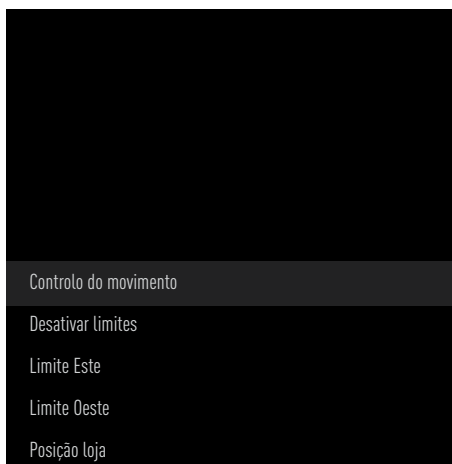 Controlo do movimento
Desativar limites
Limite Este
Limite Oeste
Posição loja